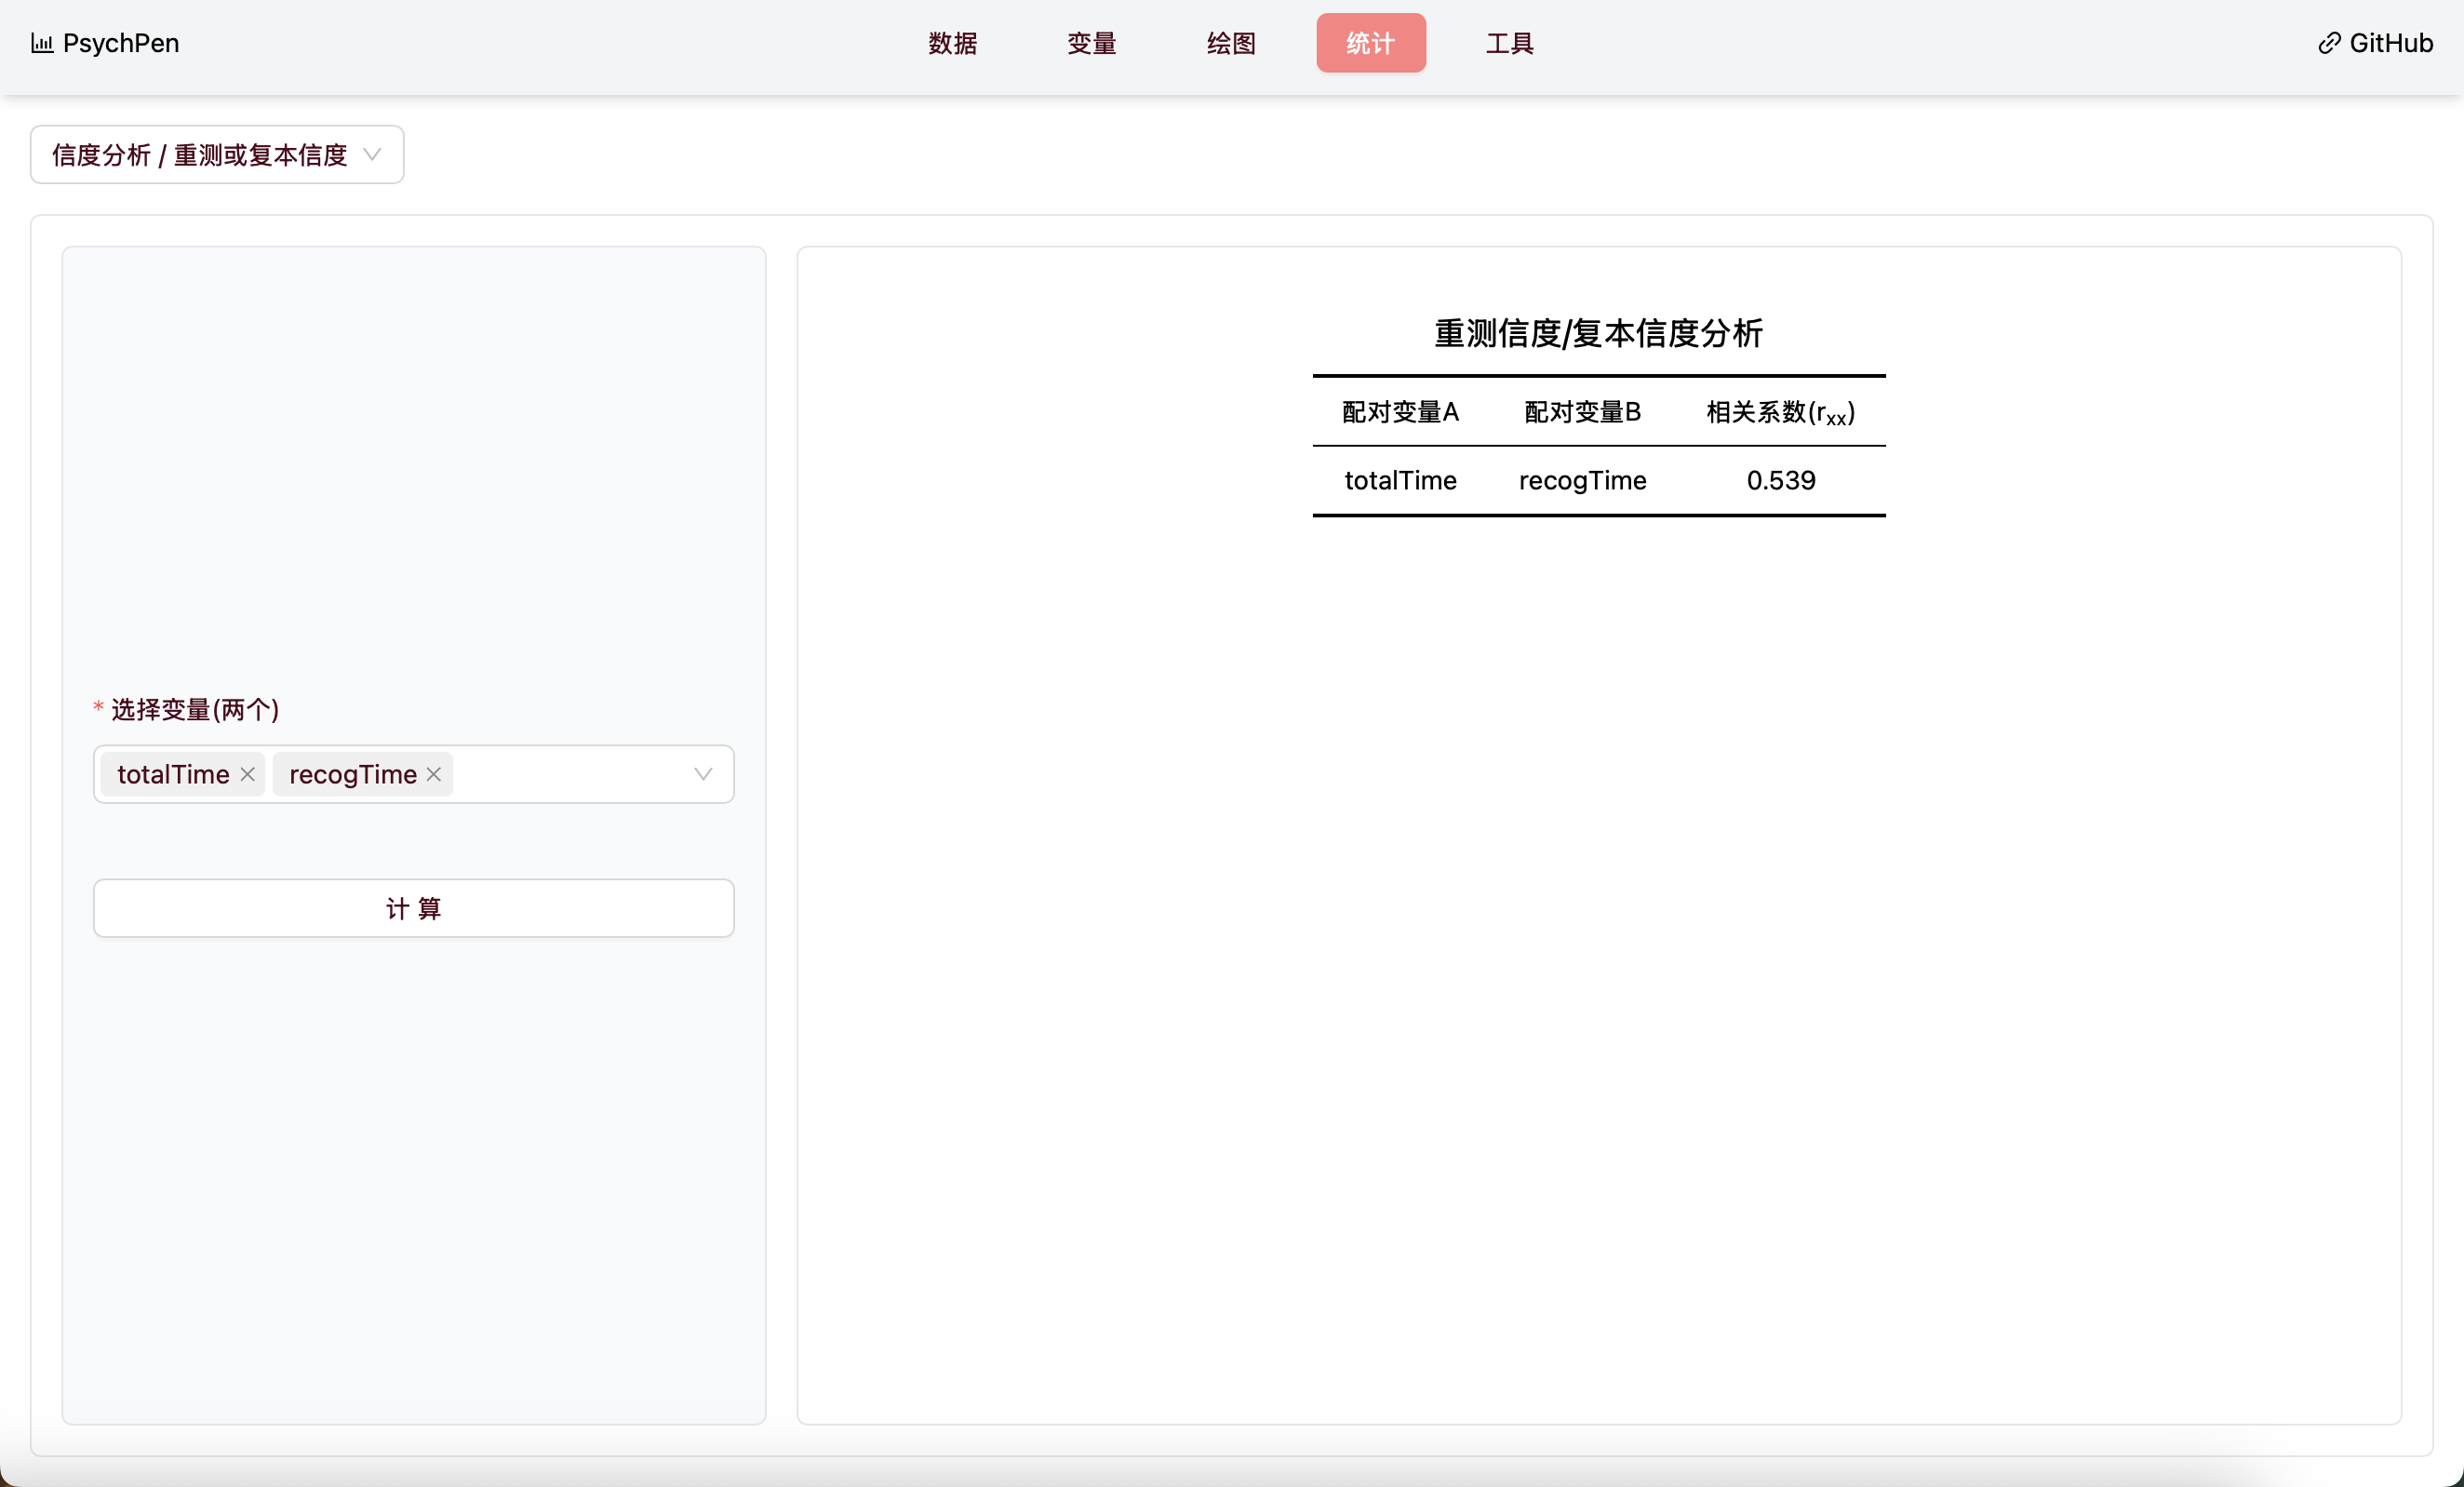 PsychPen 数据 变量 绘图 统计 工具 GitHub
信度分析 / 重测或复本信度
* 选择变量(两个)
totalTime recogTime
计 算
重测信度/复本信度分析
配对变量A 配对变量B 相关系数(rxx)
totalTime recogTime 0.539